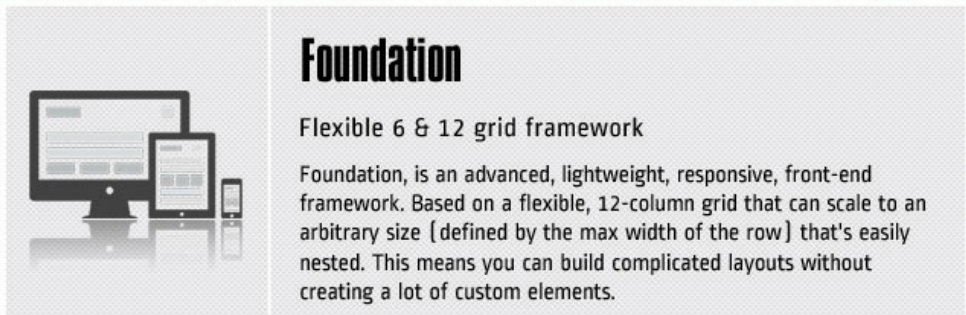 Foundation
Flexible 6 & 12 grid framework
Foundation, is an advanced, lightweight, responsive, front-end
framework. Based on a flexible, 12-column grid that can scale to an
arbitrary size (defined by the max width of the row) that's easily
nested. This means you can build complicated layouts without
creating a lot of custom elements.